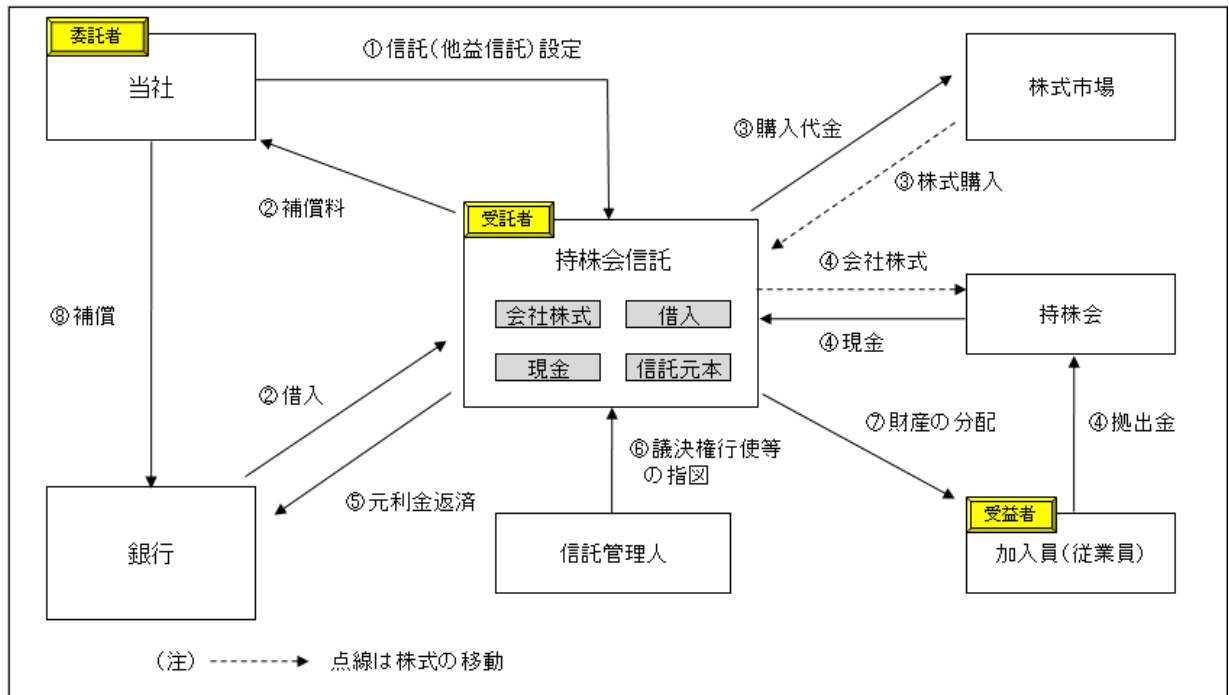 委託者
当社
①信託(他益信託)設定
株式市場
③購入代金
③株式購入
②補償料
受託者
持株会信託
会社株式
借入
現金
信託元本
④会社株式
④現金
持株会
⑧補償
②借入
⑤元利金返済
⑥議決権行使等
の指図
⑦財産の分配
④拠出金
銀行
信託管理人
受益者
加入員(従業員)
(注)
点線は株式の移動